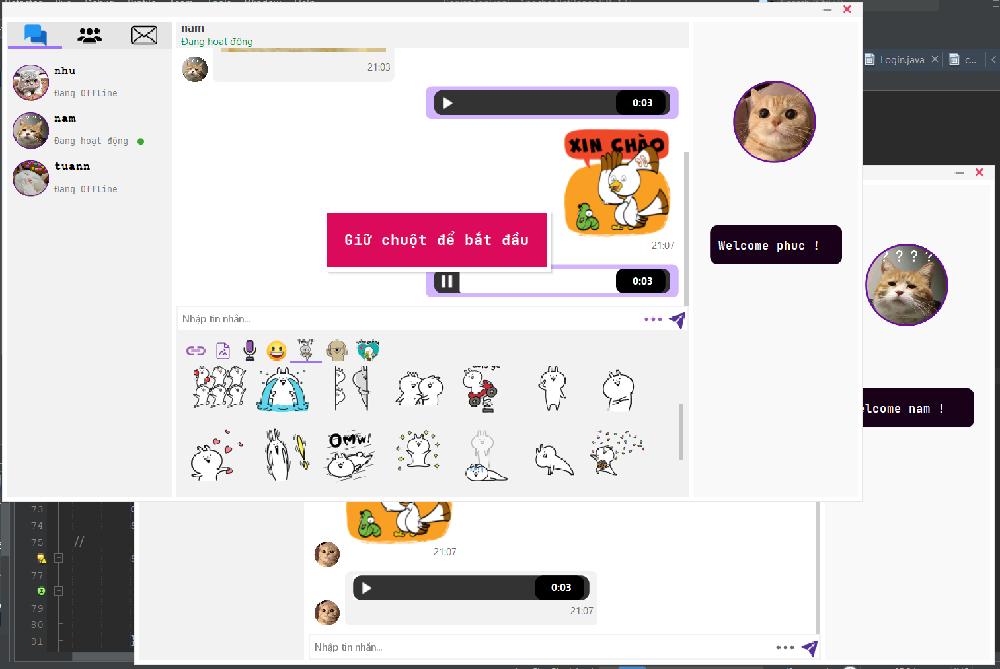 nam
Đang hoạt động
nhu
Đang Offline
nam
Đang hoạt động
tuann
Đang Offline
21:03
0:03
XIN CHÀO
21:07
Giữ chuột để bắt đầu
0:03
Nhập tin nhắn...
OMW!
Welcome phuc !
Login.java
c...
elcome nam !
73
74
75
//
77
79
80
81
}
21:07
0:03
21:07
Nhập tin nhắn...